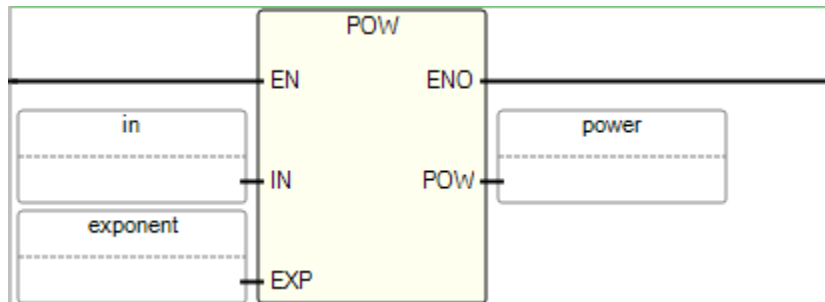 POW
EN ENO
in power
IN POW
exponent
EXP